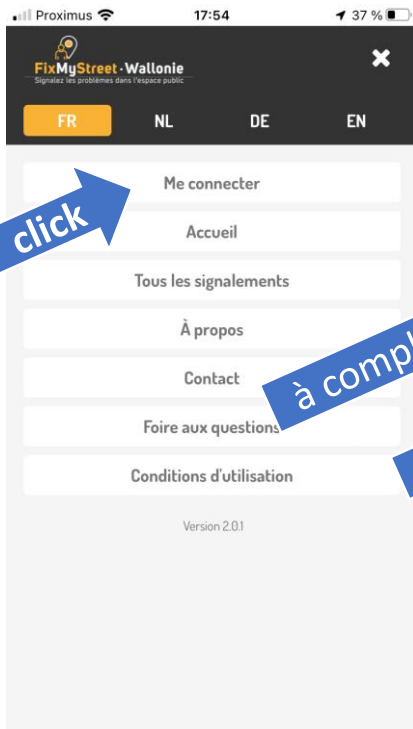 Proximus 17:54 37 %
FixMyStreet · Wallonie
Signalez les problèmes dans l'espace public
FR NL DE EN
Me connecter
click
Accueil
Tous les signalements
À propos
Contact
à
Foire aux questions
Conditions d'utilisation
Version 2.0.1